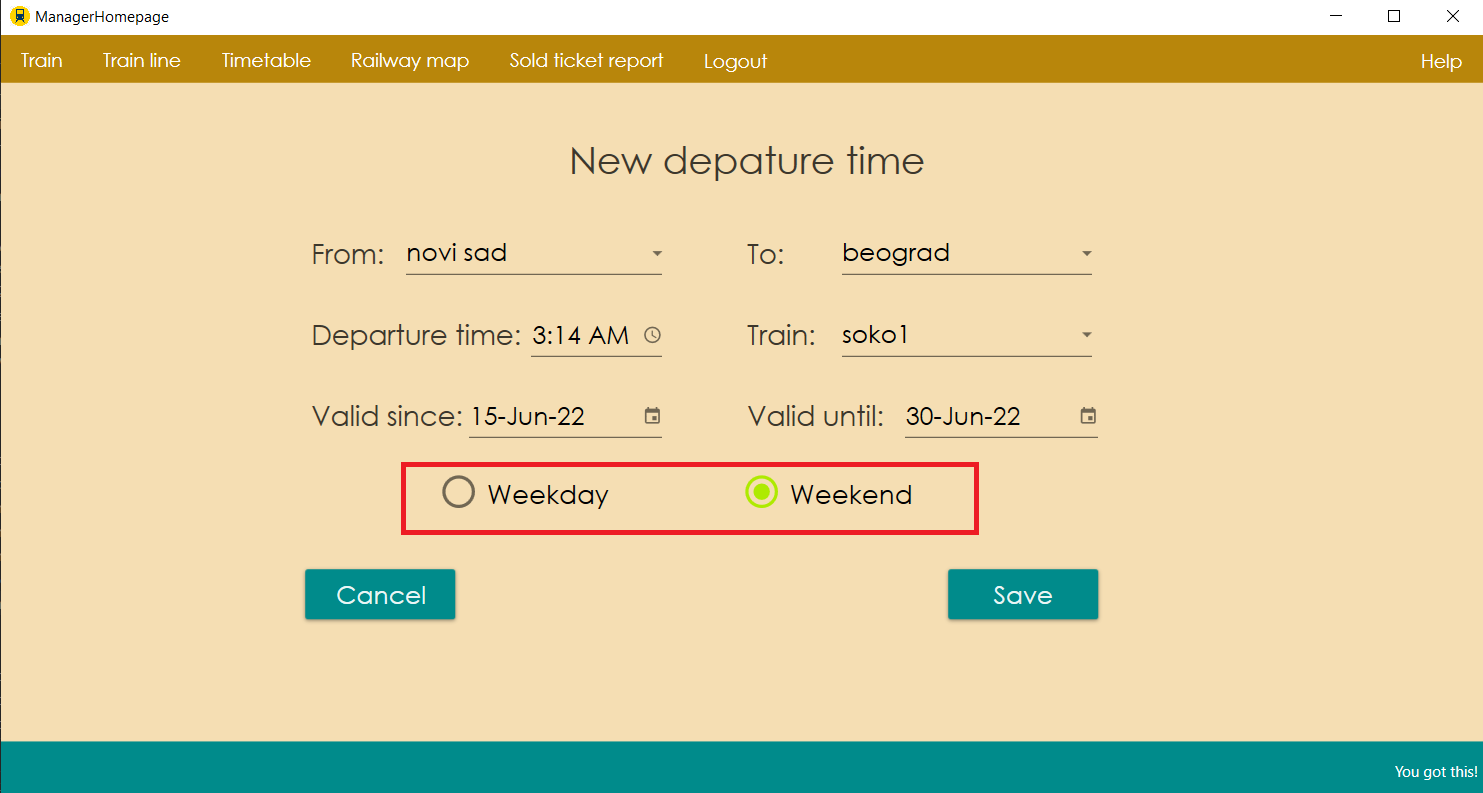 ManagerHomepage
Train Train line Timetable Railway map Sold ticket report Logout Help
New depature time
From: novi sad To: beograd
Departure time: 3:14 AM Train: soko1
Valid since: 15-Jun-22 Valid until: 30-Jun-22
Weekday Weekend
Cancel Save
You got this!